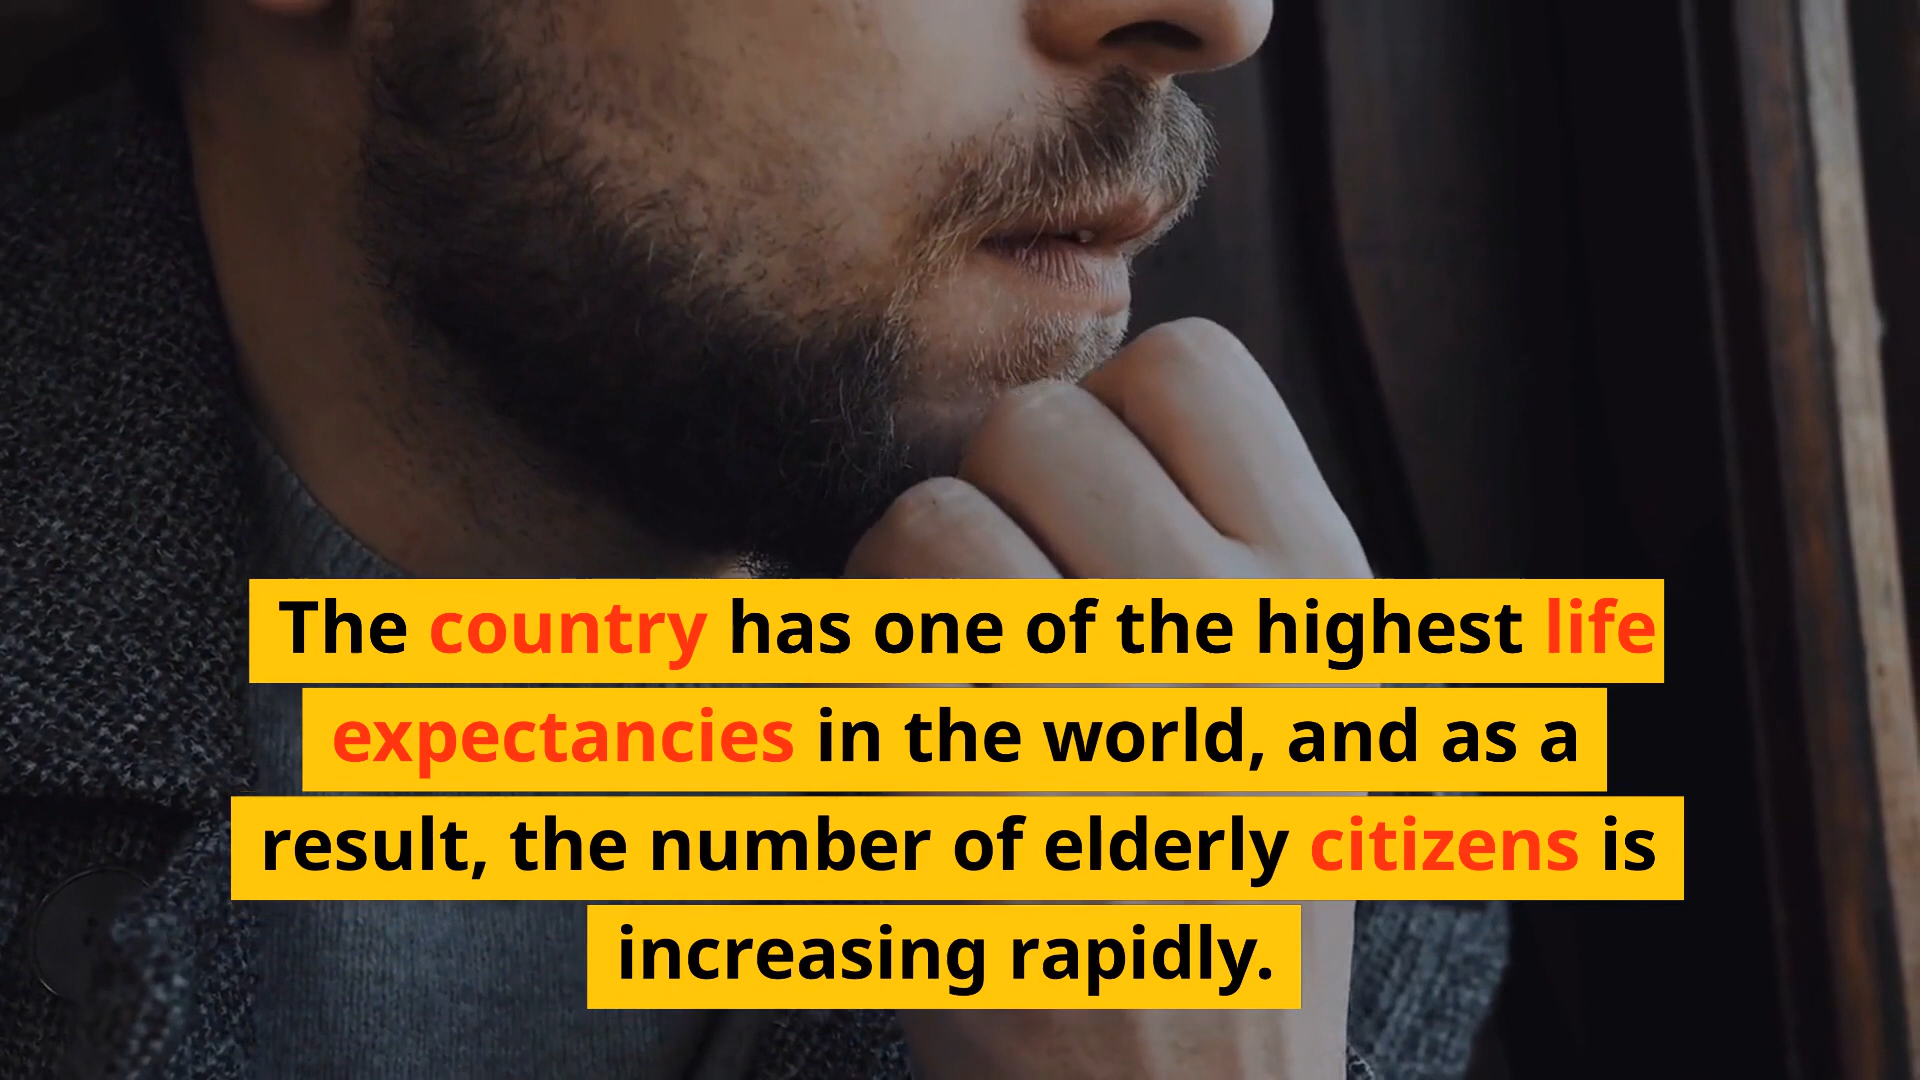 The country has one of the highest life
expectancies in the world, and as a
result, the number of elderly citizens is
increasing rapidly.